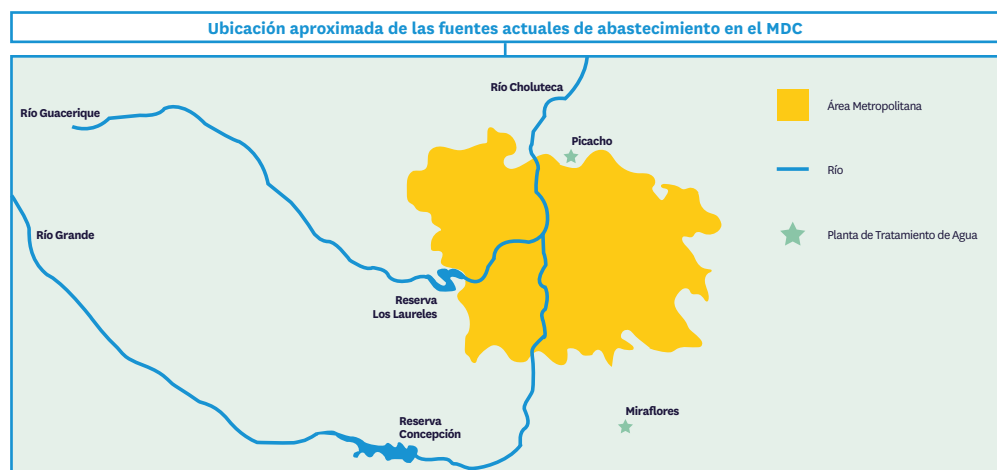 Ubicación aproximada de las fuentes actuales de abastecimiento en el MDC
Río Choluteca
Río Guacerique
Área Metropolitana
Picacho
Río
Río Grande
Planta de Tratamiento de Agua
Reserva
Los Laureles
Miraflores
Reserva
Concepción